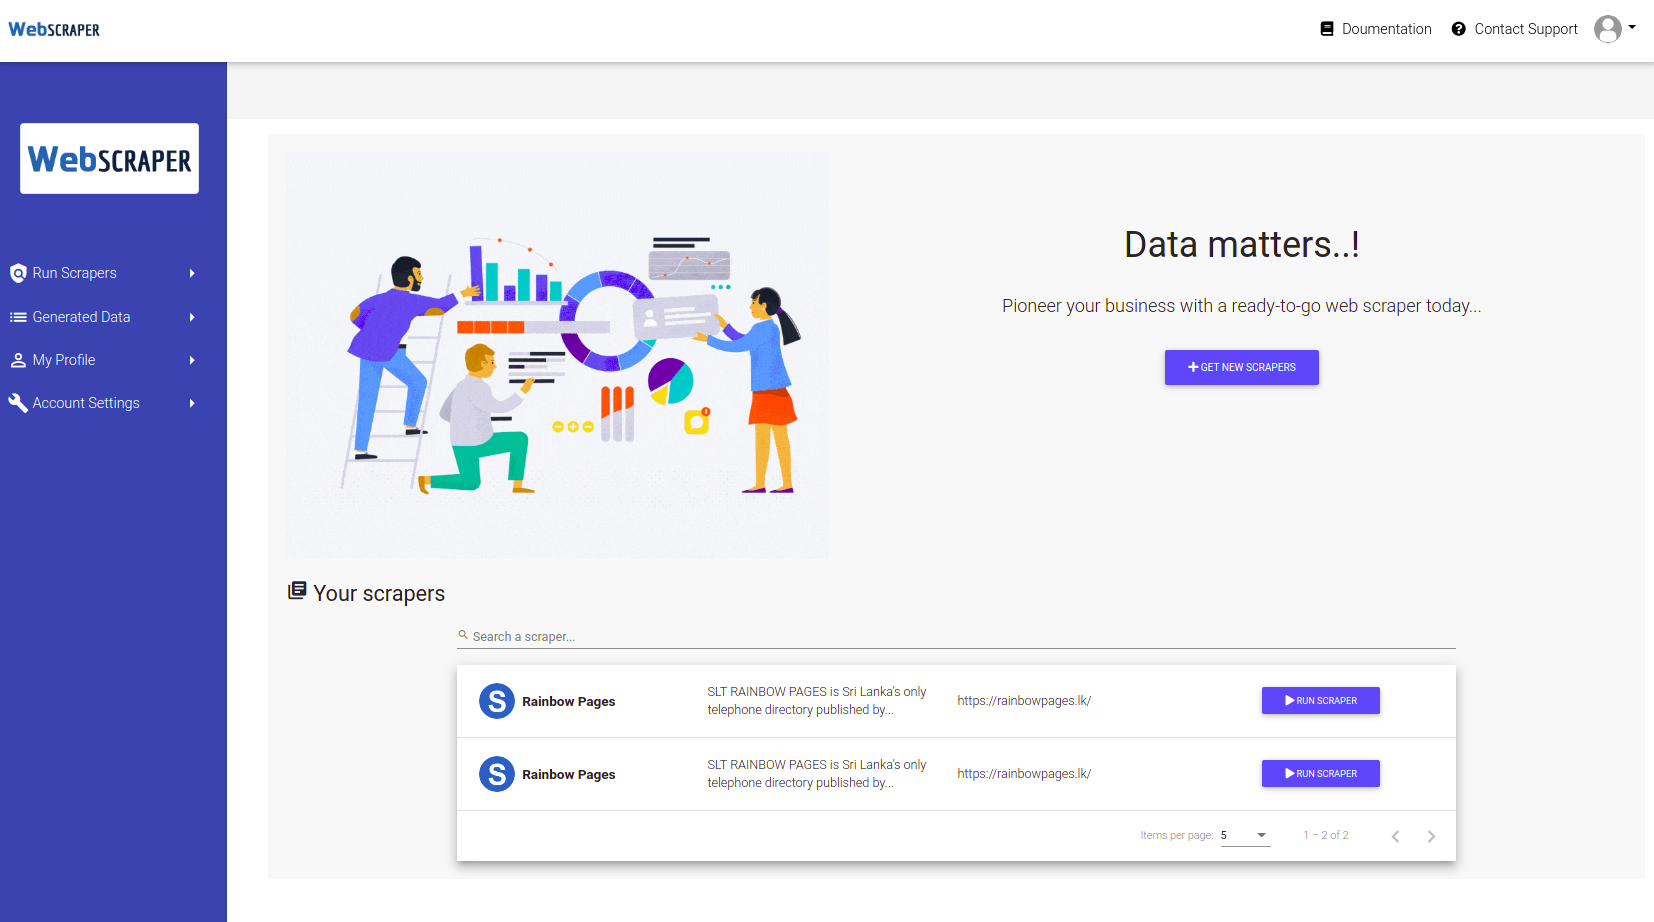 WebSCRAPER
Doumentation
Contact Support
WebSCRAPER
Run Scrapers
Generated Data
My Profile
Account Settings
Data matters..!
Pioneer your business with a ready-to-go web scraper today...
GET NEW SCRAPERS
Your scrapers
Search a scraper...
S
Rainbow Pages
SLT RAINBOW PAGES is Sri Lanka's only
telephone directory published by...
https://rainbowpages.lk/
RUN SCRAPER
S
Rainbow Pages
SLT RAINBOW PAGES is Sri Lanka's only
telephone directory published by...
https://rainbowpages.lk/
RUN SCRAPER
Items per page: 5
1 – 2 of 2